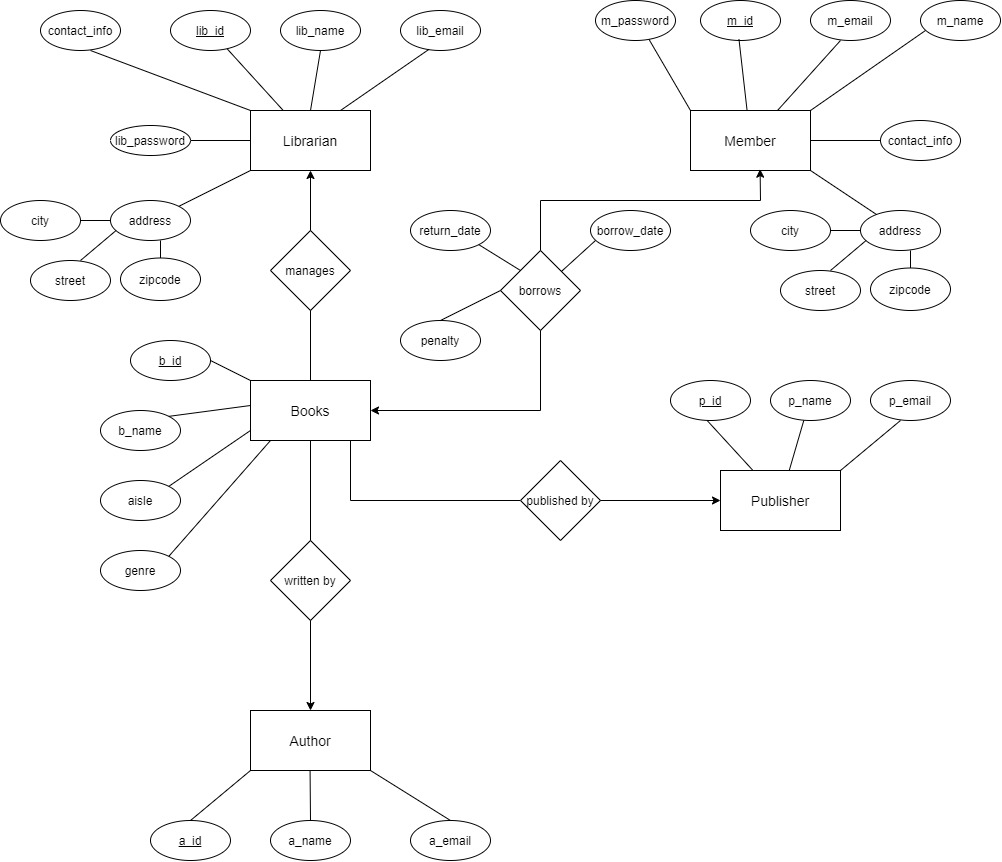 contact_info
lib_id
lib_name
lib_email
m_password
m_id
m_email
m_name
lib_password
Librarian
Member
contact_info
city
address
street
zipcode
manages
return_date
borrow_date
borrows
penalty
city
address
street
zipcode
b_id
b_name
aisle
genre
Books
p_id
p_name
p_email
published by
Publisher
written by
Author
a_id
a_name
a_email